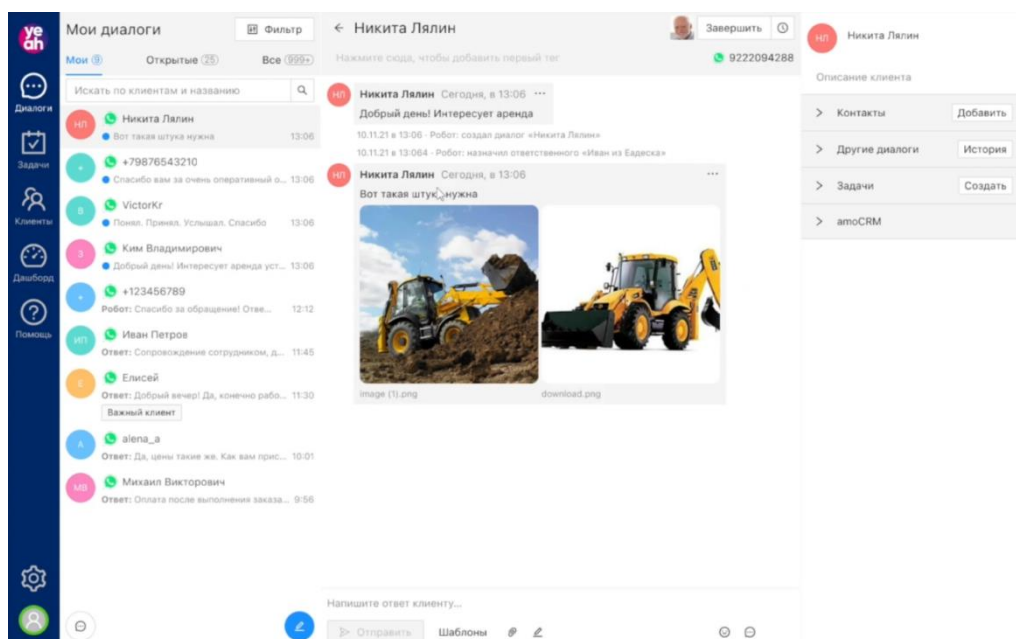 ye
ah
Диалоги
Задачи
Клиенты
Дашборд
Помощь
Мои диалоги
Фильтр
Мои (9) Открытые (25) Все (999+)
Искать по клиентам и названию
НЛ
Никита Лялин
Вот такая штука нужна 13:06
+
+79876543210
Спасибо вам за очень оперативный о... 13:06
В
VictorKr
Понял. Принял. Услышал. Спасибо 13:06
З
Ким Владимирович
Добрый день! Интересует аренда уст... 13:06
+
+123456789
Робот: Спасибо за обращение! Отве... 12:12
ИП
Иван Петров
Ответ: Сопровождение сотрудником, д... 11:45
Е
Елисей
Ответ: Добрый вечер! Да, конечно рабо... 11:30
Важный клиент
А
alena_a
Ответ: Да, цены такие же. Как вам прис... 10:01
МВ
Михаил Викторович
Ответ: Оплата после выполнения заказа... 9:56
← Никита Лялин
Завершить
Нажмите сюда, чтобы добавить первый тег
9222094288
НЛ
Никита Лялин Сегодня, в 13:06 ...
Добрый день! Интересует аренда
10.11.21 в 13:06 - Робот: создал диалог «Никита Лялин»
10.11.21 в 13:064 - Робот: назначил ответственного «Иван из Еадеска»
НЛ
Никита Лялин Сегодня, в 13:06 ...
Вот такая штука нужна
image (1).png download.png
Напишите ответ клиенту...
Отправить Шаблоны
НЛ
Никита Лялин
Описание клиента
> Контакты Добавить
> Другие диалоги История
> Задачи Создать
> amoCRM